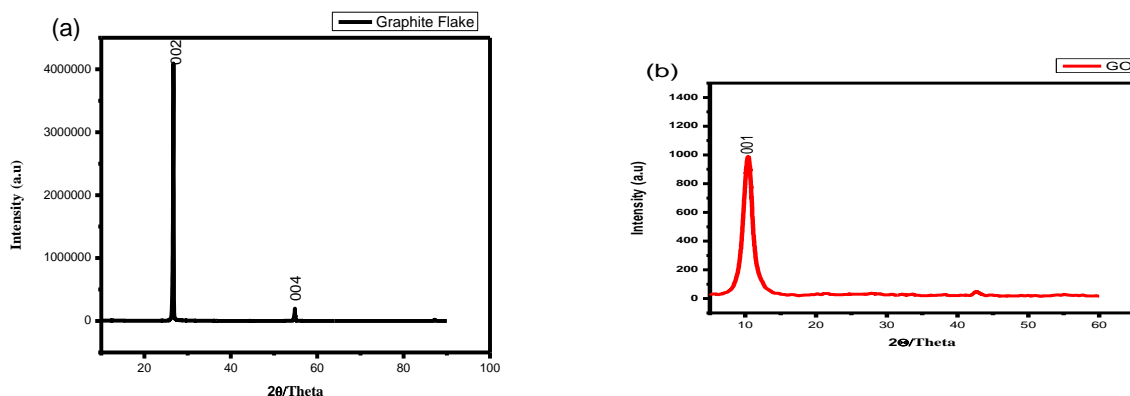 (a)
Graphite Flake
002
004
4000000
3000000
2000000
1000000
0
Intensity (a.u)
20 40 60 80 100
2θ/Theta
(b)
GO
001
1400
1200
1000
800
600
400
200
0
Intensity (a.u)
10 20 30 40 50 60
2Θ/Theta